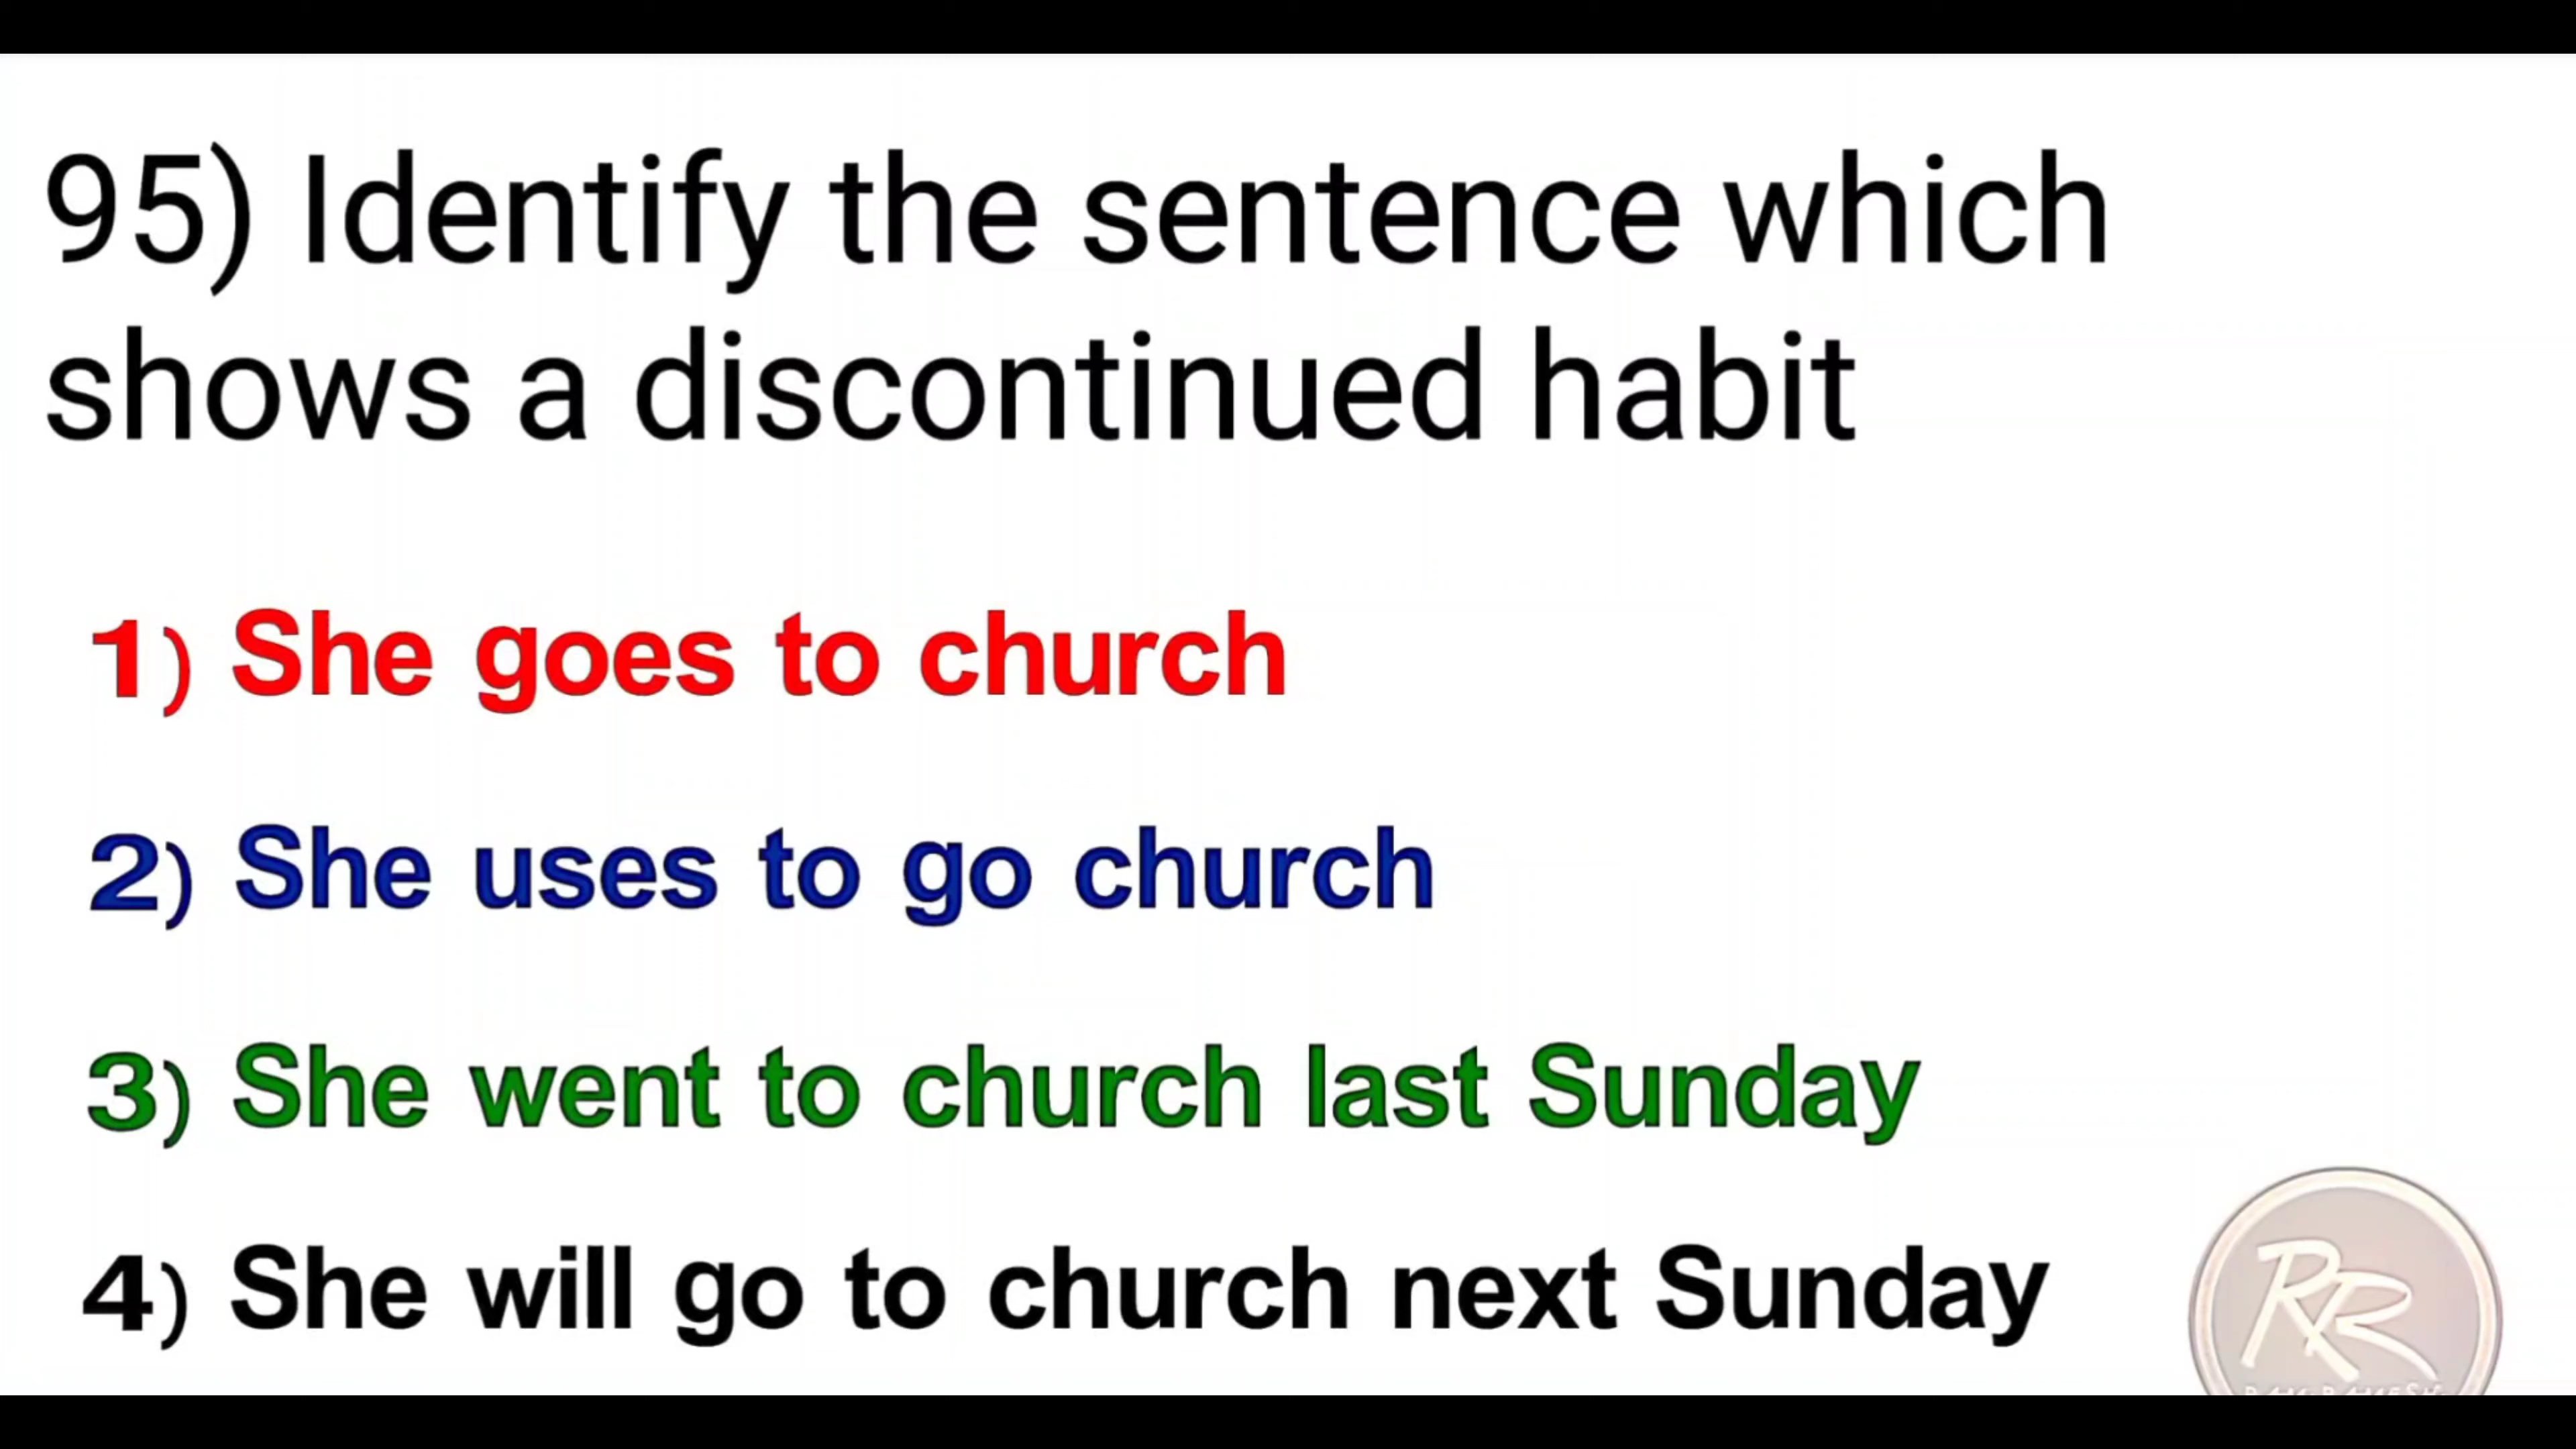 95) Identify the sentence which
shows a discontinued habit
1) She goes to church
2) She uses to go church
3) She went to church last Sunday
4) She will go to church next Sunday
RR